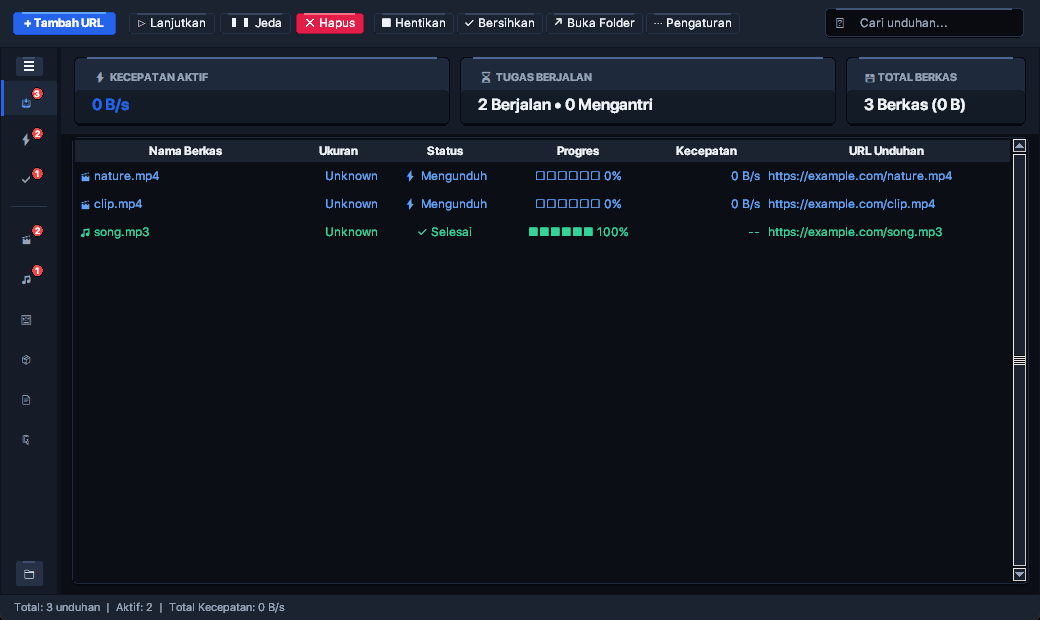 + Tambah URL
Lanjutkan
Jeda
Hapus
Hentikan
Bersihkan
Buka Folder
Pengaturan
Cari unduhan...
3
2
1
2
1
KECEPATAN AKTIF
0 B/s
TUGAS BERJALAN
2 Berjalan • 0 Mengantri
TOTAL BERKAS
3 Berkas (0 B)
Nama Berkas Ukuran Status Progres Kecepatan URL Unduhan
nature.mp4 Unknown Mengunduh 0% 0 B/s https://example.com/nature.mp4
clip.mp4 Unknown Mengunduh 0% 0 B/s https://example.com/clip.mp4
song.mp3 Unknown Selesai 100% -- https://example.com/song.mp3
Total: 3 unduhan | Aktif: 2 | Total Kecepatan: 0 B/s